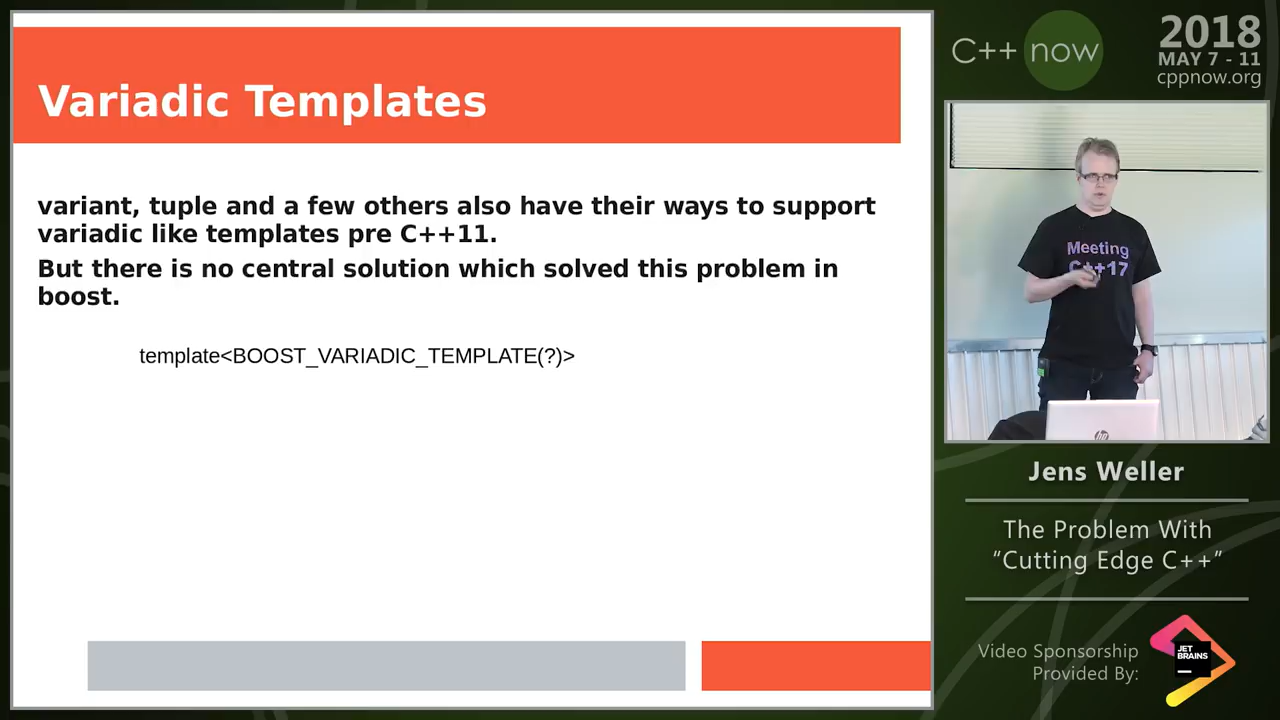 Variadic Templates
variant, tuple and a few others also have their ways to support
variadic like templates pre C++11.
But there is no central solution which solved this problem in
boost.
template<BOOST_VARIADIC_TEMPLATE(?)>
C++ now
2018
MAY 7 - 11
cppnow.org
Meeting
C++17
hp
Jens Weller
The Problem With
“Cutting Edge C++”
Video Sponsorship
Provided By:
JET
BRAINS